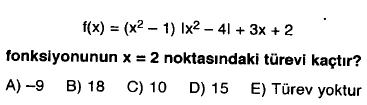 f(x) = (x² – 1) |x² – 4| + 3x + 2
fonksiyonunun x = 2 noktasındaki türevi kaçtır?
A) –9 B) 18 C) 10 D) 15 E) Türev yoktur